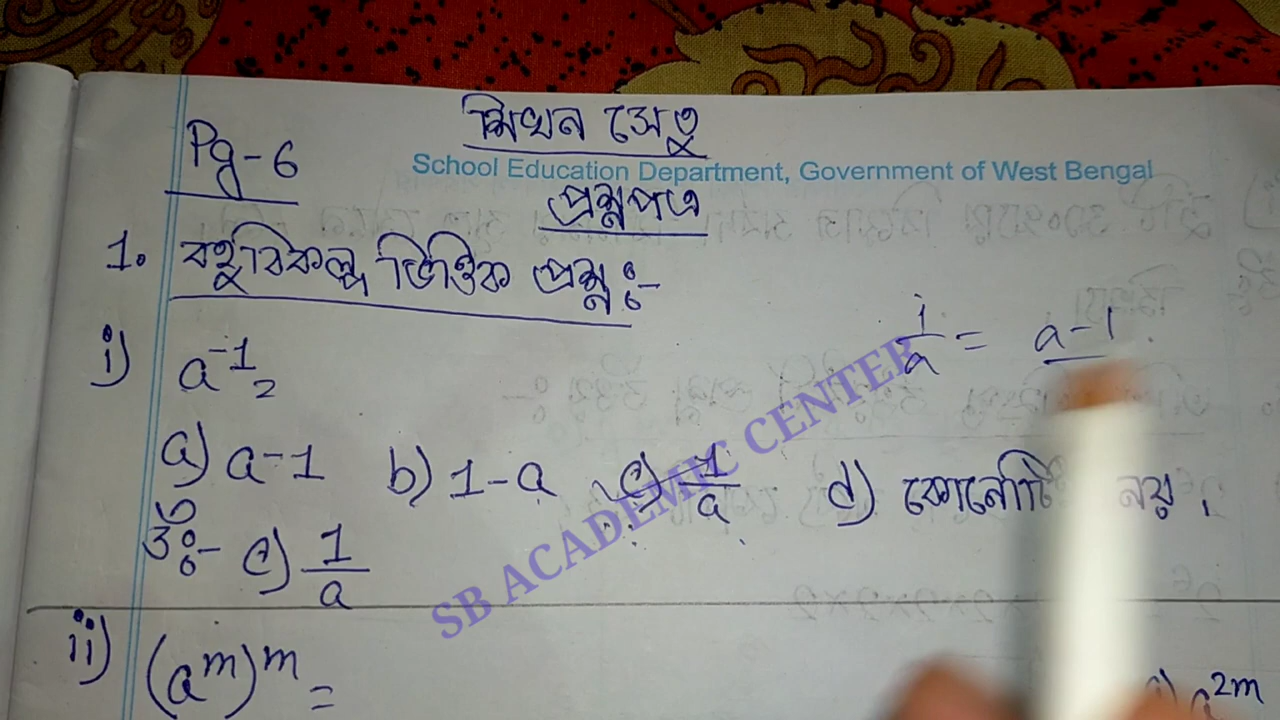 শিখন সেতু
Pg-6
School Education Department, Government of West Bengal
প্রশ্নপত্র
1. বহুবিকল্প ভিত্তিক প্রশ্ন:-
i) a⁻¹ =
1/a = a-1
a) a-1 b) 1-a c) 1/a d) কোনোটি নয়।
উঃ- c) 1/a
SB ACADEMIC CENTER
ii) (aᵐ)ᵐ =
a²ᵐ